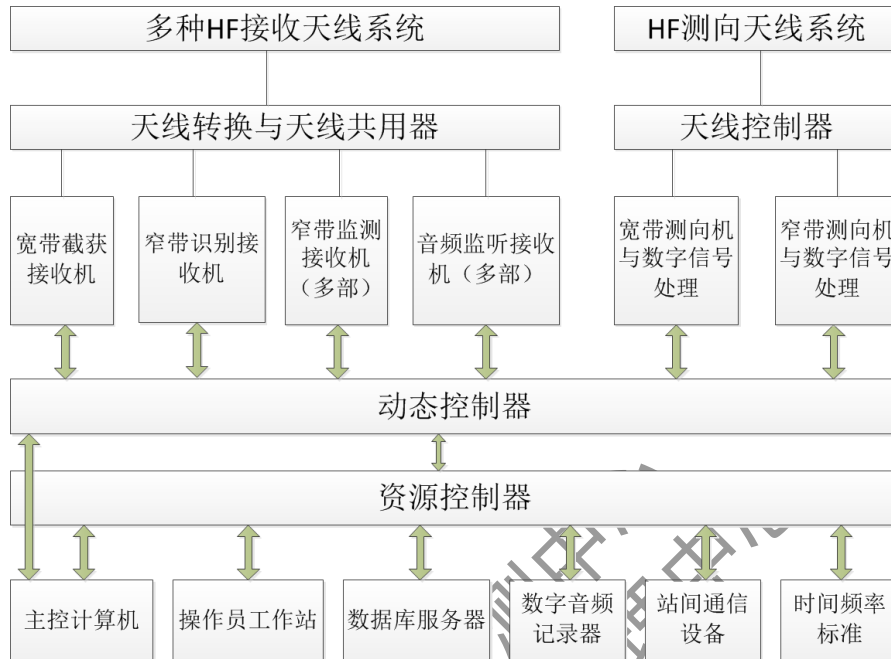 多种HF接收天线系统
HF测向天线系统
天线转换与天线共用器
天线控制器
宽带截获
接收机
窄带识别接
收机
窄带监测
接收机
（多部）
音频监听接收
机（多部）
宽带测向机
与数字信号
处理
窄带测向机
与数字信号
处理
动态控制器
资源控制器
主控计算机
操作员工作站
数据库服务器
数字音频
记录器
站间通信
设备
时间频率
标准